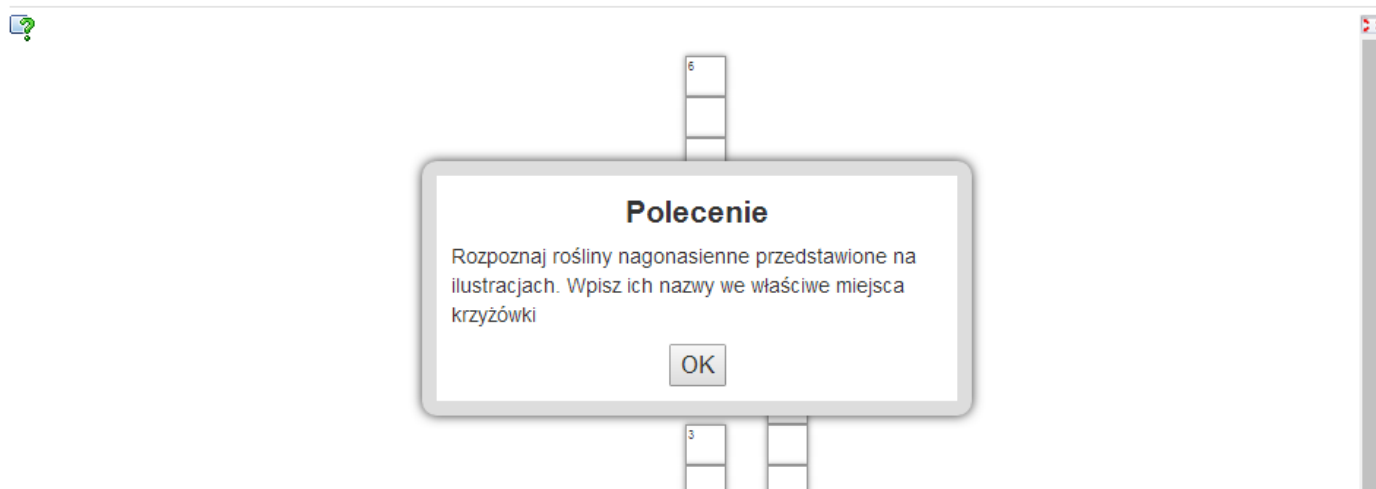 6
Polecenie
Rozpoznaj rośliny nagonasienne przedstawione na
ilustracjach. Wpisz ich nazwy we właściwe miejsca
krzyżówki
OK
3